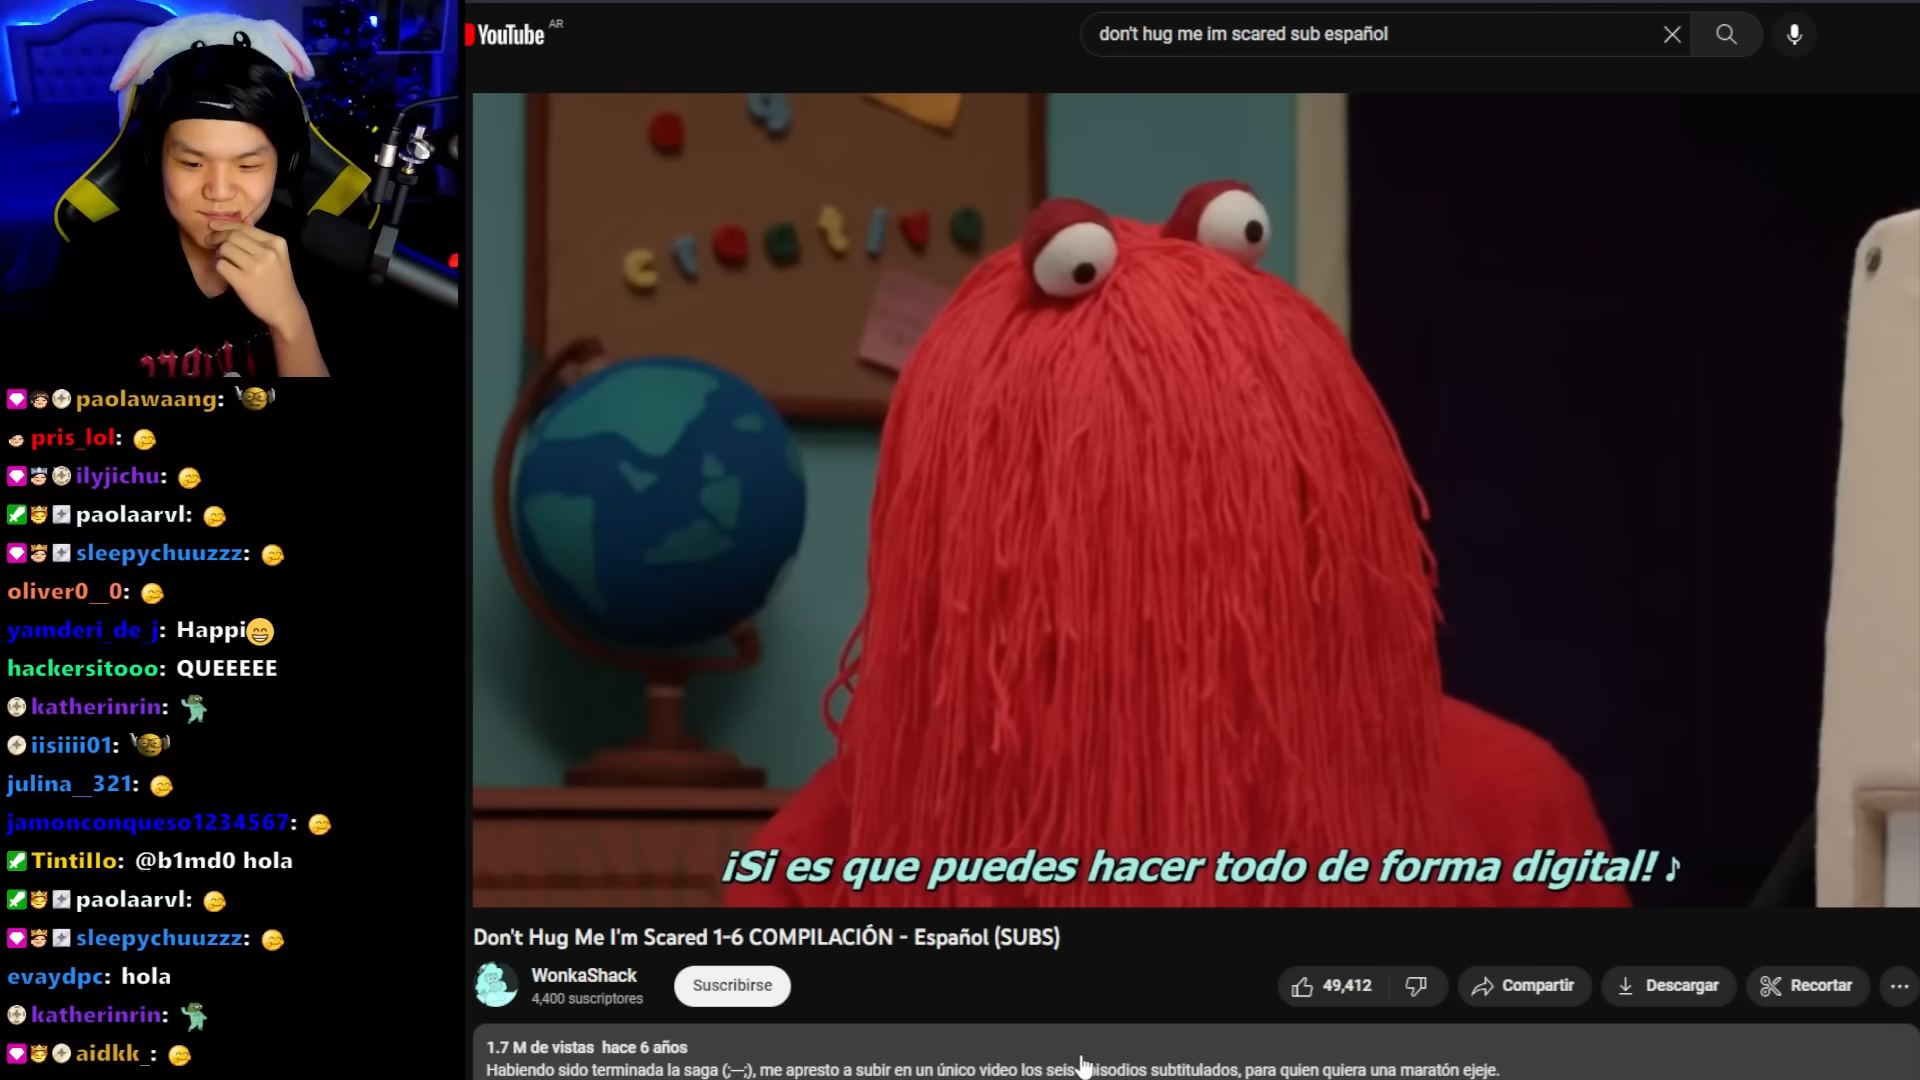 YouTube AR
don't hug me im scared sub español
paolawaang:
pris_lol:
ilyjichu:
paolaarvl:
sleepychuuzzz:
oliver0__0:
yamderi_de_j: Happi
hackersitooo: QUEEEEE
katherinrin:
iisiiii01:
julina__321:
jamonconqueso1234567:
Tintillo: @b1md0 hola
paolaarvl:
sleepychuuzzz:
evaydpc: hola
katherinrin:
aidkk_:
¡Si es que puedes hacer todo de forma digital! ♪
Don't Hug Me I'm Scared 1-6 COMPILACIÓN - Español (SUBS)
WonkaShack
4,400 suscriptores
Suscribirse
49,412
Compartir
Descargar
Recortar
1.7 M de vistas hace 6 años
Habiendo sido terminada la saga (;—;), me apresto a subir en un único video los seis episodios subtitulados, para quien quiera una maratón ejeje.